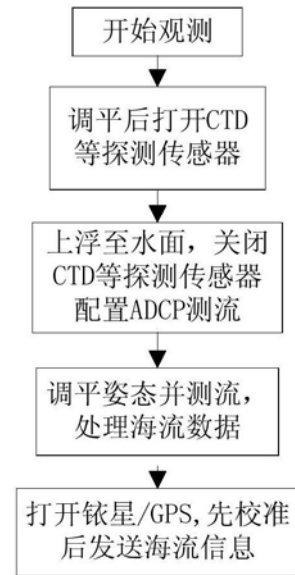 开始观测
调平后打开CTD
等探测传感器
上浮至水面，关闭
CTD等探测传感器
配置ADCP测流
调平姿态并测流，
处理海流数据
打开铱星/GPS,先校准
后发送海流信息